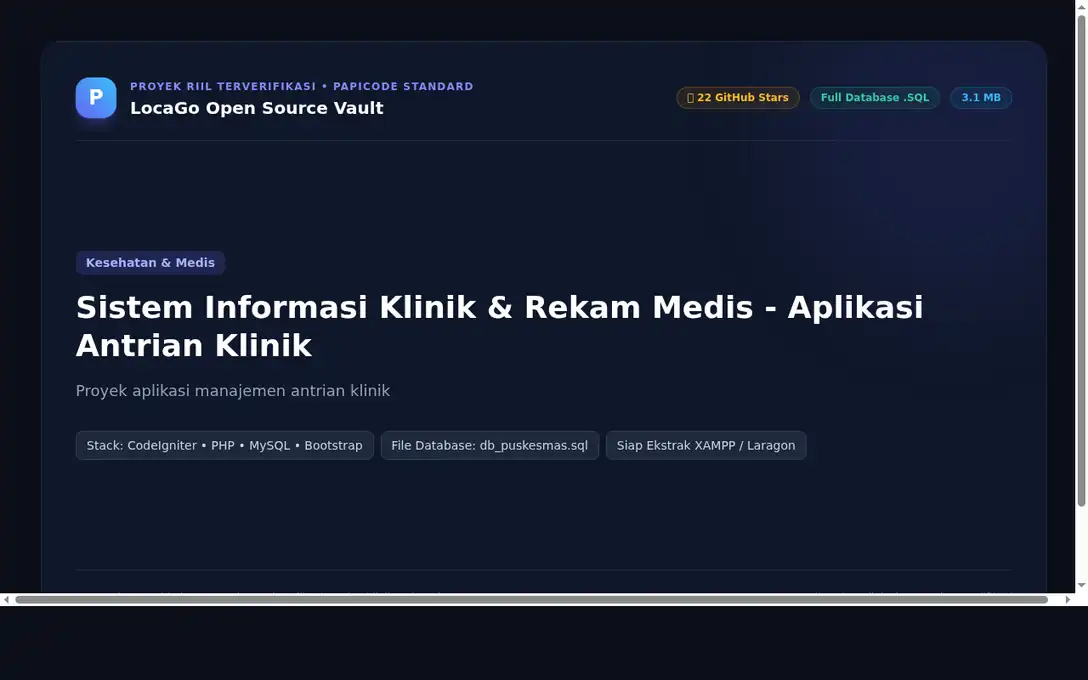 P
PROYEK RIIL TERVERIFIKASI • PAPICODE STANDARD
LocaGo Open Source Vault
22 GitHub Stars
Full Database .SQL
3.1 MB
Kesehatan & Medis
Sistem Informasi Klinik & Rekam Medis - Aplikasi
Antrian Klinik
Proyek aplikasi manajemen antrian klinik
Stack: CodeIgniter • PHP • MySQL • Bootstrap
File Database: db_puskesmas.sql
Siap Ekstrak XAMPP / Laragon